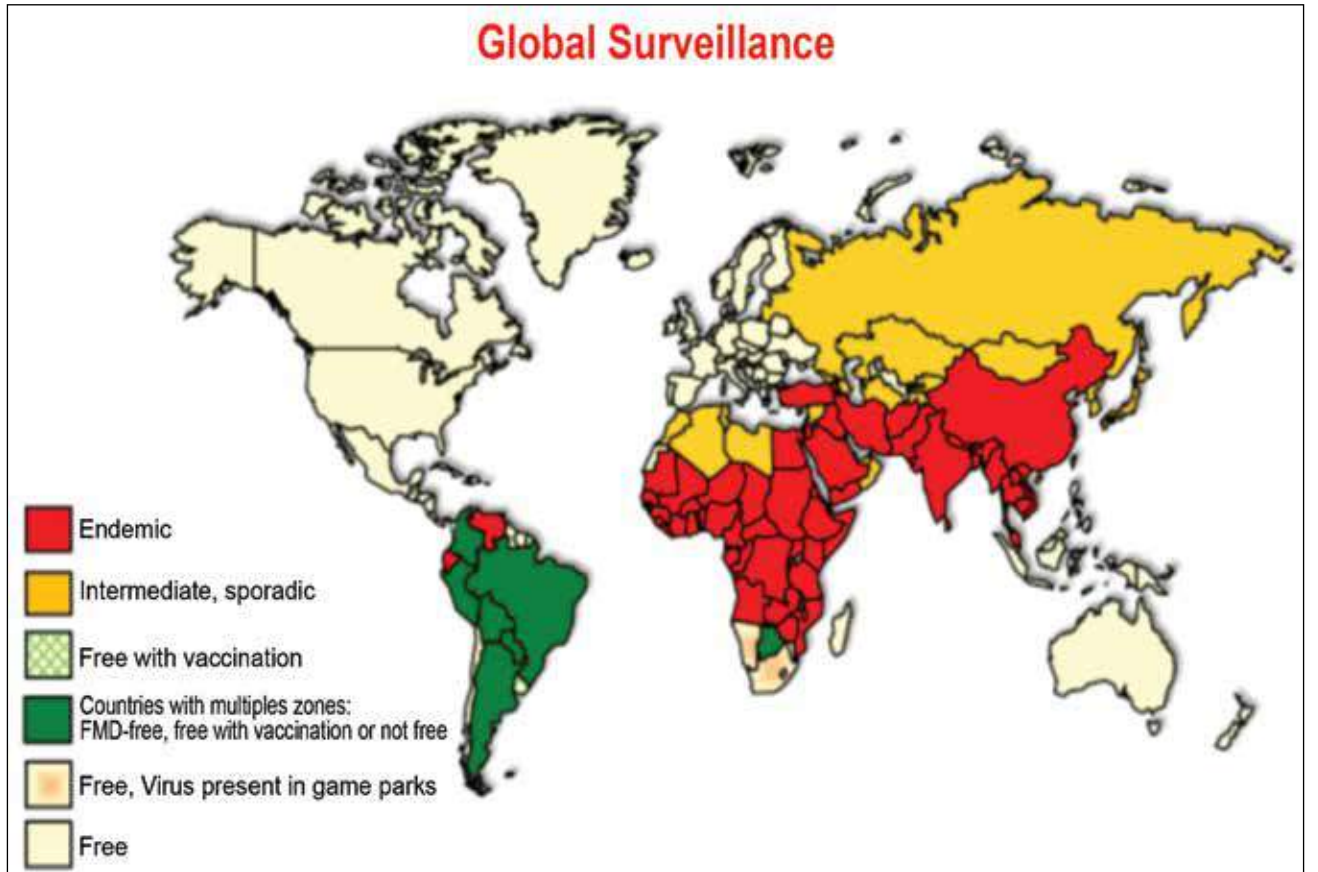 Global Surveillance
Endemic
Intermediate, sporadic
Free with vaccination
Countries with multiples zones:
FMD-free, free with vaccination or not free
Free, Virus present in game parks
Free